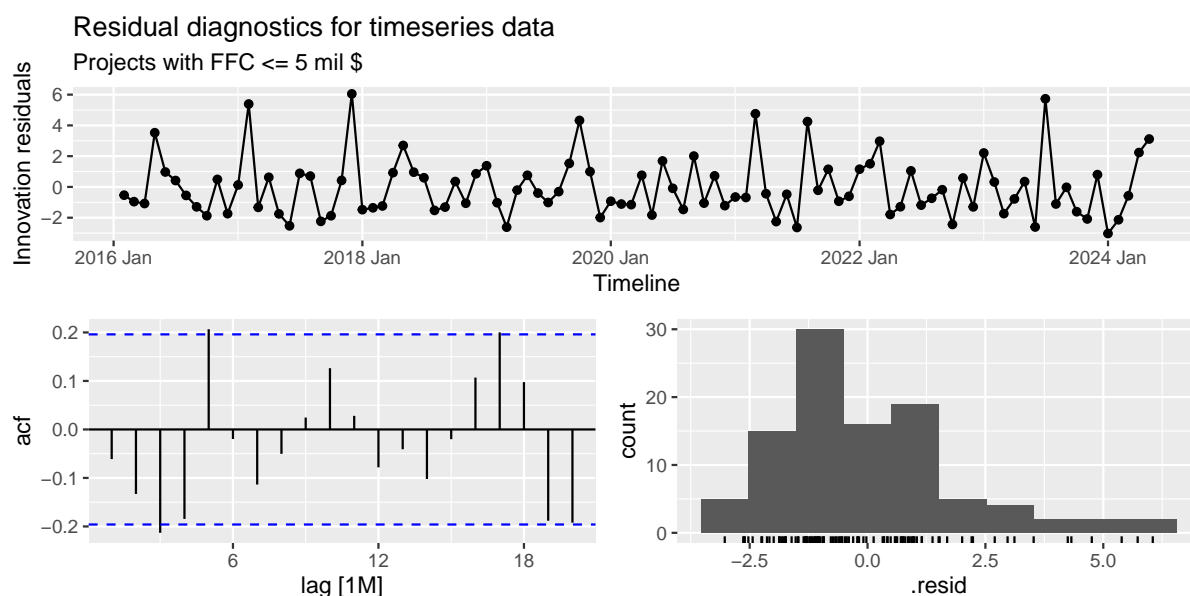 Residual diagnostics for timeseries data
Projects with FFC <= 5 mil $
Innovation residuals
6
4
2
0
−2
2016 Jan
2018 Jan
2020 Jan
2022 Jan
2024 Jan
Timeline
acf
0.2
0.1
0.0
−0.1
−0.2
6
12
18
lag [1M]
count
30
20
10
0
−2.5
0.0
2.5
5.0
.resid